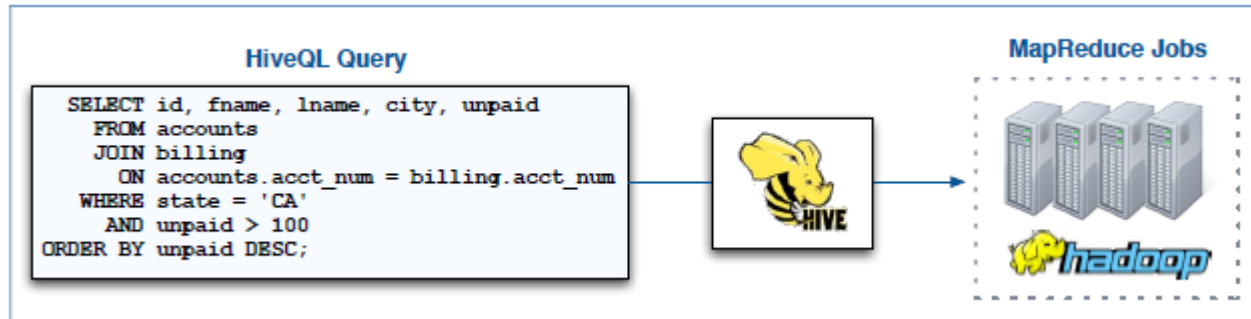 HiveQL Query
SELECT id, fname, lname, city, unpaid
FROM accounts
JOIN billing
ON accounts.acct_num = billing.acct_num
WHERE state = 'CA'
AND unpaid > 100
ORDER BY unpaid DESC;
HIVE
MapReduce Jobs
hadoop